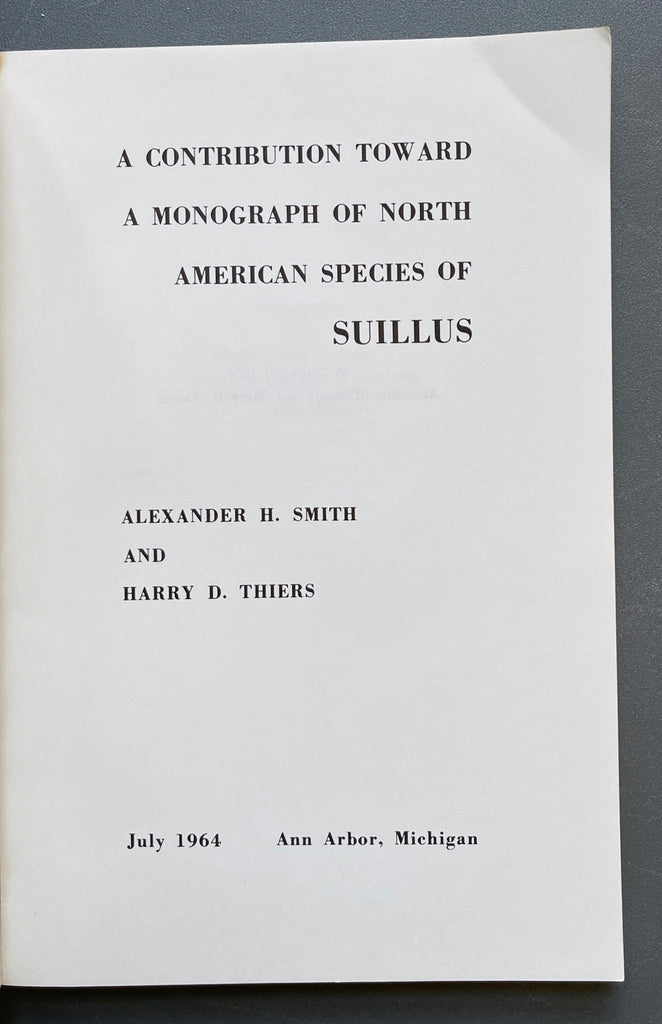 A CONTRIBUTION TOWARD
A MONOGRAPH OF NORTH
AMERICAN SPECIES OF
SUILLUS
ALEXANDER H. SMITH
AND
HARRY D. THIERS
July 1964 Ann Arbor, Michigan